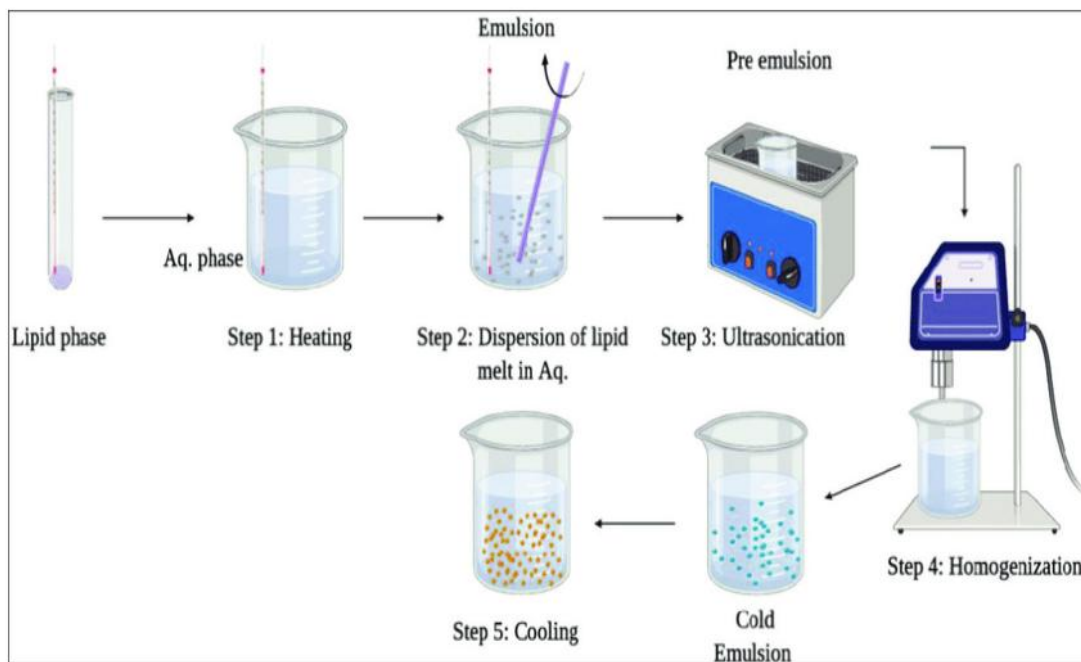 Emulsion
Pre emulsion
Aq. phase
Lipid phase
Step 1: Heating
Step 2: Dispersion of lipid
melt in Aq.
Step 3: Ultrasonication
Step 4: Homogenization
Cold
Emulsion
Step 5: Cooling